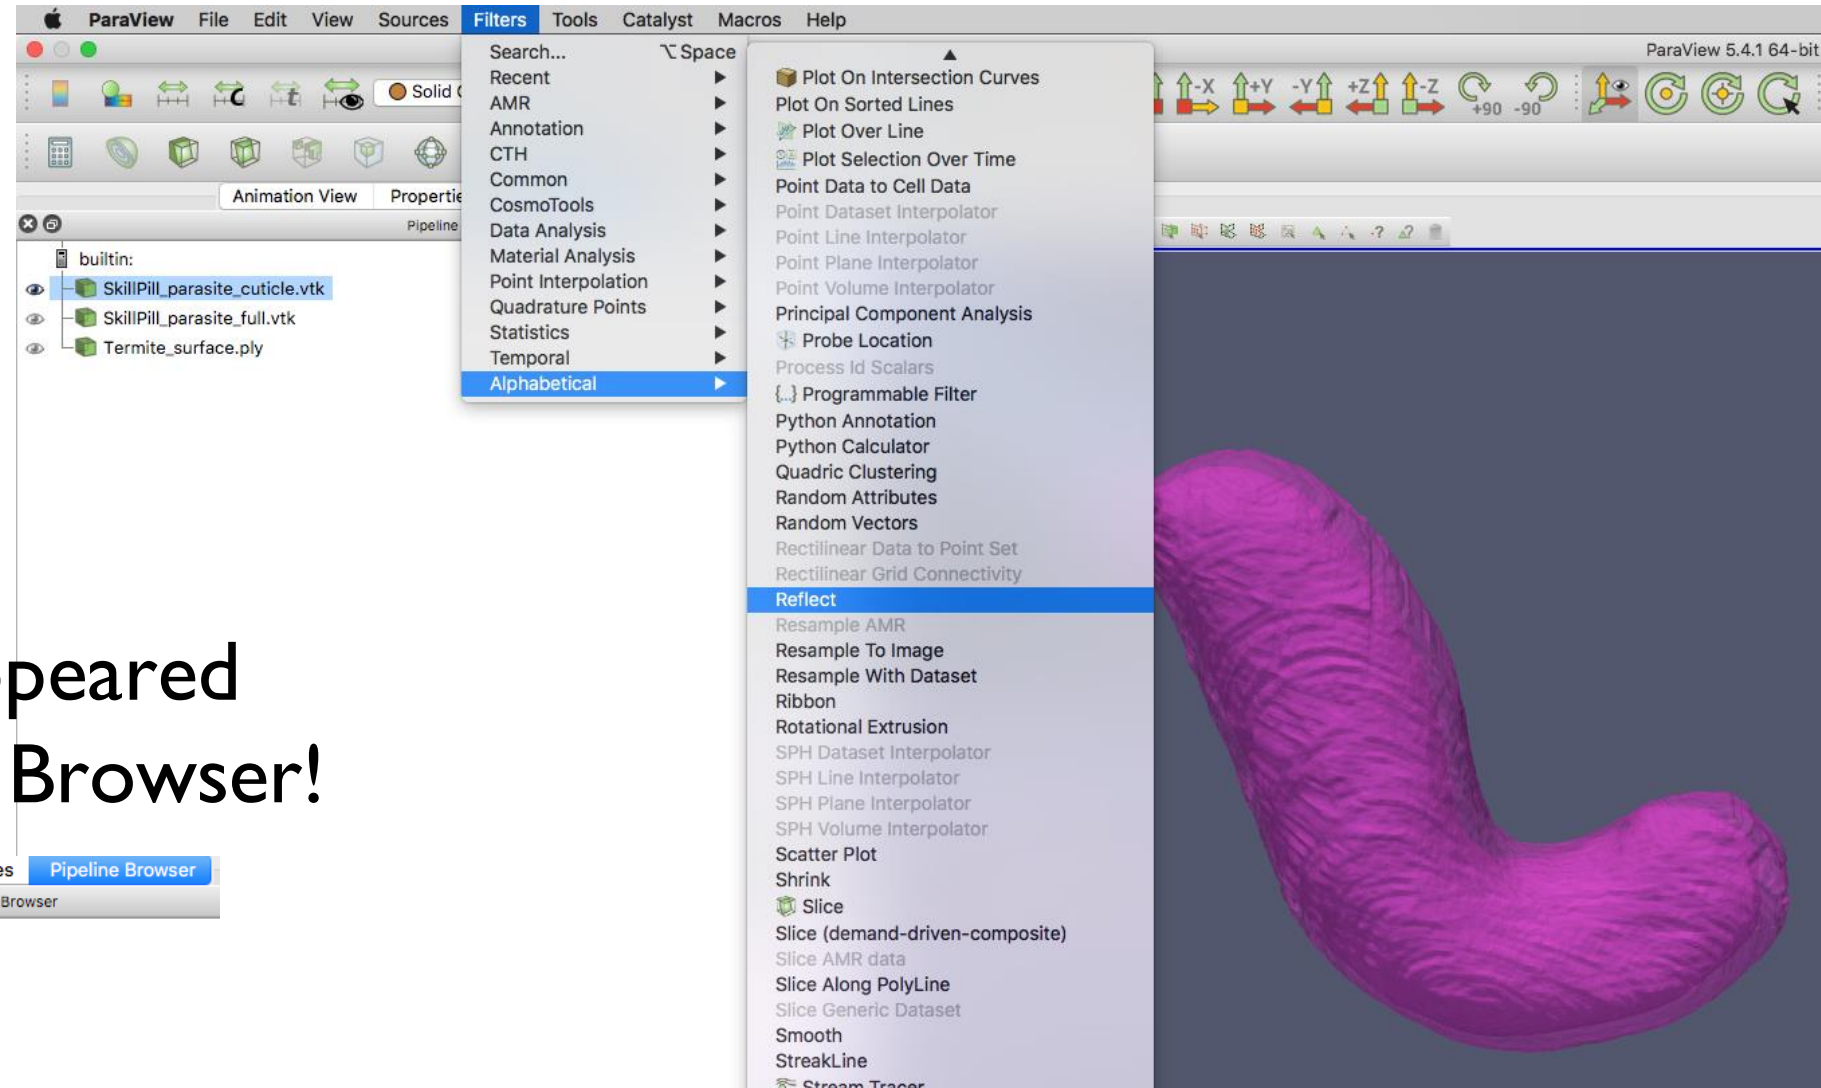 ParaView File Edit View Sources Filters Tools Catalyst Macros Help
ParaView 5.4.1 64-bit
Solid
-X +Y -Y +Z -Z +90 -90
Animation View
Pipeline
builtin:
SkillPill_parasite_cuticle.vtk
SkillPill_parasite_full.vtk
Termite_surface.ply
Search... ⌥ Space
Recent
AMR
Annotation
CTH
Common
CosmoTools
Data Analysis
Material Analysis
Point Interpolation
Quadrature Points
Statistics
Temporal
Alphabetical
Plot On Intersection Curves
Plot On Sorted Lines
Plot Over Line
Plot Selection Over Time
Point Data to Cell Data
Point Dataset Interpolator
Point Line Interpolator
Point Plane Interpolator
Point Volume Interpolator
Principal Component Analysis
Probe Location
Process Id Scalars
{...} Programmable Filter
Python Annotation
Python Calculator
Quadric Clustering
Random Attributes
Random Vectors
Rectilinear Data to Point Set
Rectilinear Grid Connectivity
Reflect
Resample AMR
Resample To Image
Resample With Dataset
Ribbon
Rotational Extrusion
SPH Dataset Interpolator
SPH Line Interpolator
SPH Plane Interpolator
SPH Volume Interpolator
Scatter Plot
Shrink
Slice
Slice (demand-driven-composite)
Slice AMR data
Slice Along PolyLine
Slice Generic Dataset
Smooth
StreakLine
Stream Tracer
peared
Browser!
es Pipeline Browser
Browser